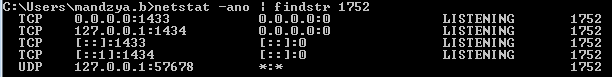 C:\Users\mandzya.b>netstat -ano | findstr 1752
TCP 0.0.0.0:1433 0.0.0.0:0 LISTENING 1752
TCP 127.0.0.1:1434 0.0.0.0:0 LISTENING 1752
TCP [::]:1433 [::]:0 LISTENING 1752
TCP [::1]:1434 [::]:0 LISTENING 1752
UDP 127.0.0.1:57678 *:* 1752